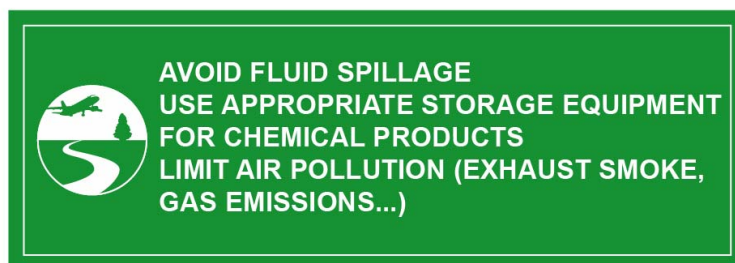 AVOID FLUID SPILLAGE
USE APPROPRIATE STORAGE EQUIPMENT
FOR CHEMICAL PRODUCTS
LIMIT AIR POLLUTION (EXHAUST SMOKE,
GAS EMISSIONS...)